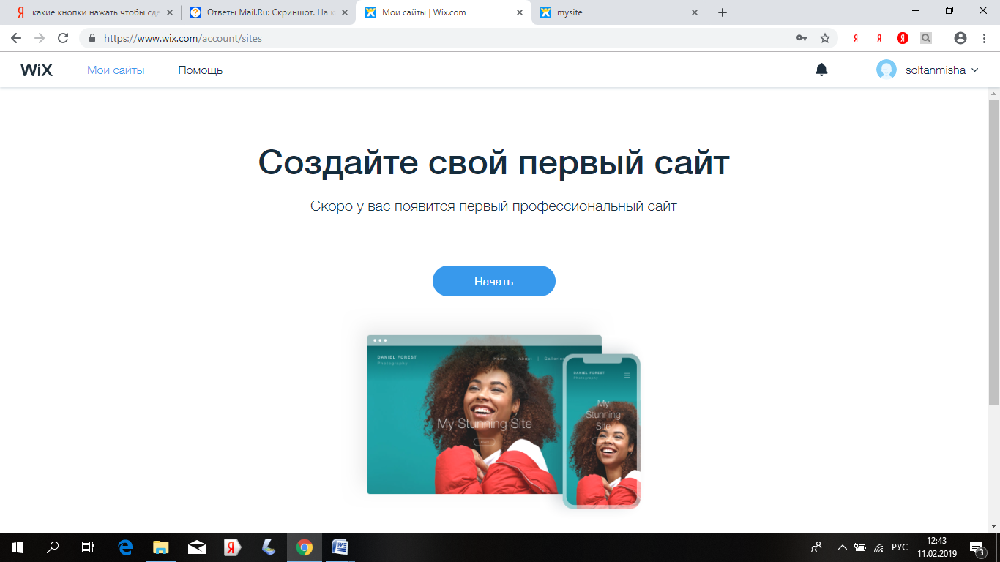 какие кнопки нажать чтобы сде
Ответы Mail.Ru: Скриншот. На к
Мои сайты | Wix.com
mysite
https://www.wix.com/account/sites
WiX
Мои сайты
Помощь
soltanmisha
Создайте свой первый сайт
Скоро у вас появится первый профессиональный сайт
Начать
DANIEL FOREST
Photography
Home | About | Galleries
My Stunning Site
DANIEL FOREST
Photography
My
Stunning
Site
РУС
12:43
11.02.2019
3